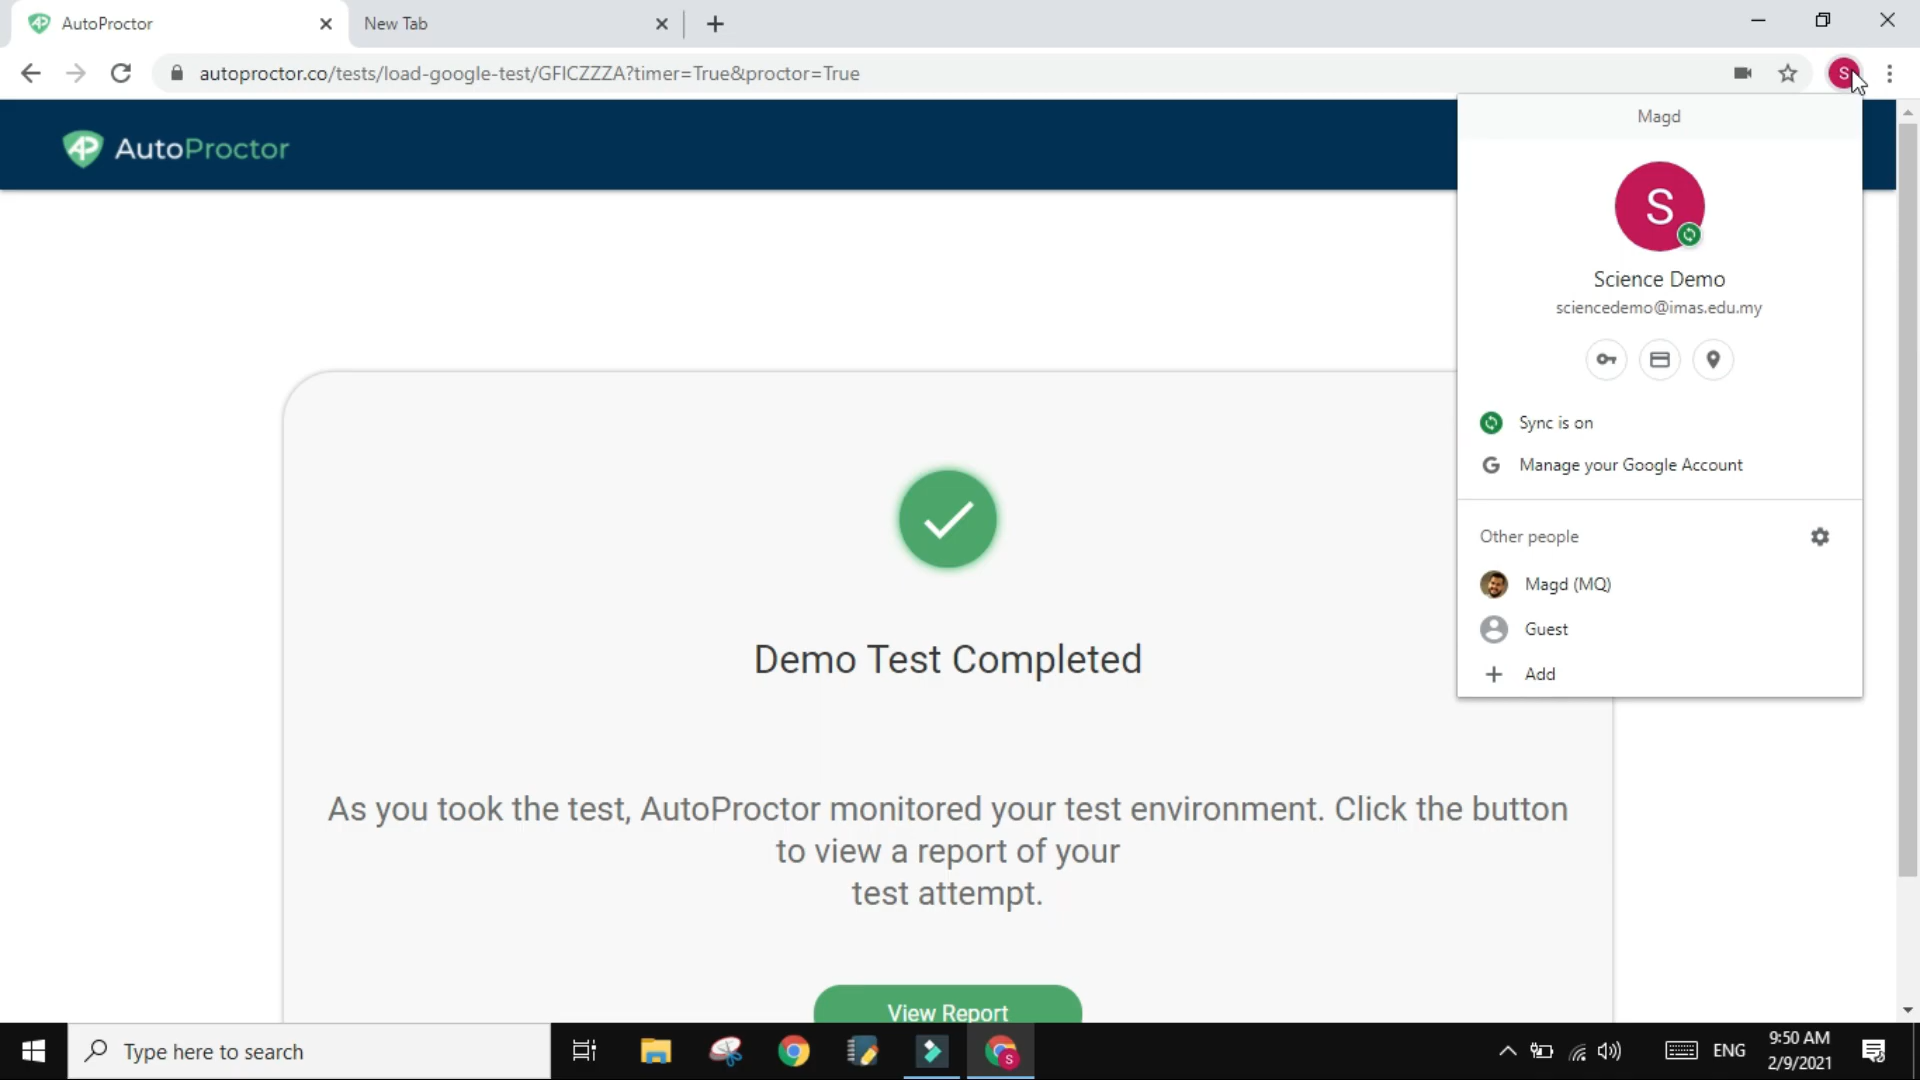 AutoProctor
New Tab
autoproctor.co/tests/load-google-test/GFICZZZA?timer=True&proctor=True
S
AP AutoProctor
Magd
S
Science Demo
sciencedemo@imas.edu.my
Sync is on
G Manage your Google Account
Other people
Magd (MQ)
Guest
+ Add
Demo Test Completed
As you took the test, AutoProctor monitored your test environment. Click the button
to view a report of your
test attempt.
View Report
Type here to search
S
ENG
9:50 AM
2/9/2021